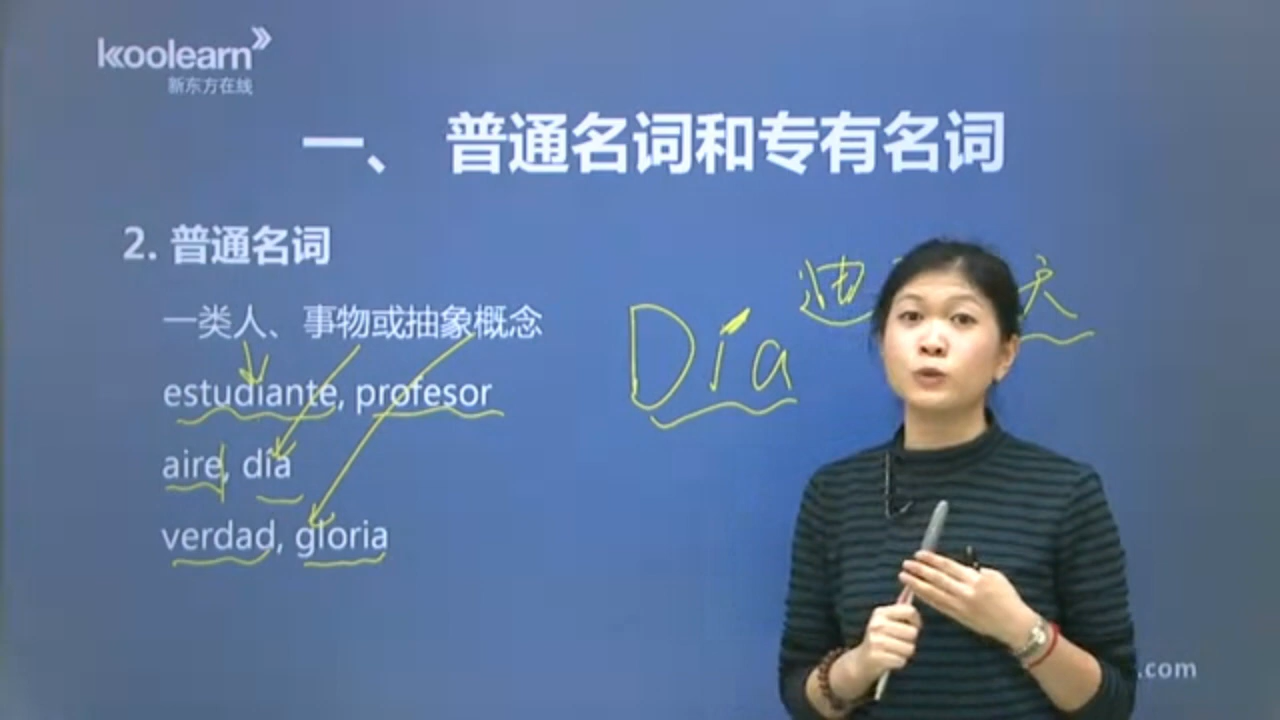 koolearn
新东方在线
一、 普通名词和专有名词
2. 普通名词
一类人、事物或抽象概念
estudiante, profesor
aire, día
verdad, gloria
Día
迪
天
.com